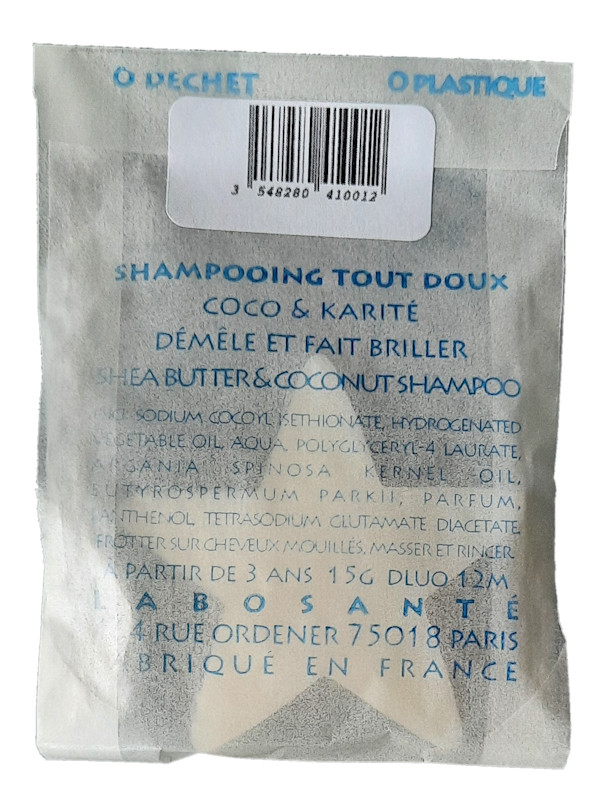 0 DECHET 0 PLASTIQUE
3 548280 410012
SHAMPOOING TOUT DOUX
COCO & KARITÉ
DÉMÊLE ET FAIT BRILLER
SHEA BUTTER & COCONUT SHAMPOO
SODIUM COCOYL ISETHIONATE, HYDROGENATED
VEGETABLE OIL, AQUA, POLYGLYCERYL-4 LAURATE,
ARGANIA SPINOSA KERNEL OIL,
BUTYROSPERMUM PARKII, PARFUM,
PANTHENOL, TETRASODIUM GLUTAMATE DIACETATE
FROTTER SUR CHEVEUX MOUILLÉS, MASSER ET RINCER
À PARTIR DE 3 ANS 15G DLUO 12M
LABOSANTÉ
RUE ORDENER 75018 PARIS
FABRIQUÉ EN FRANCE